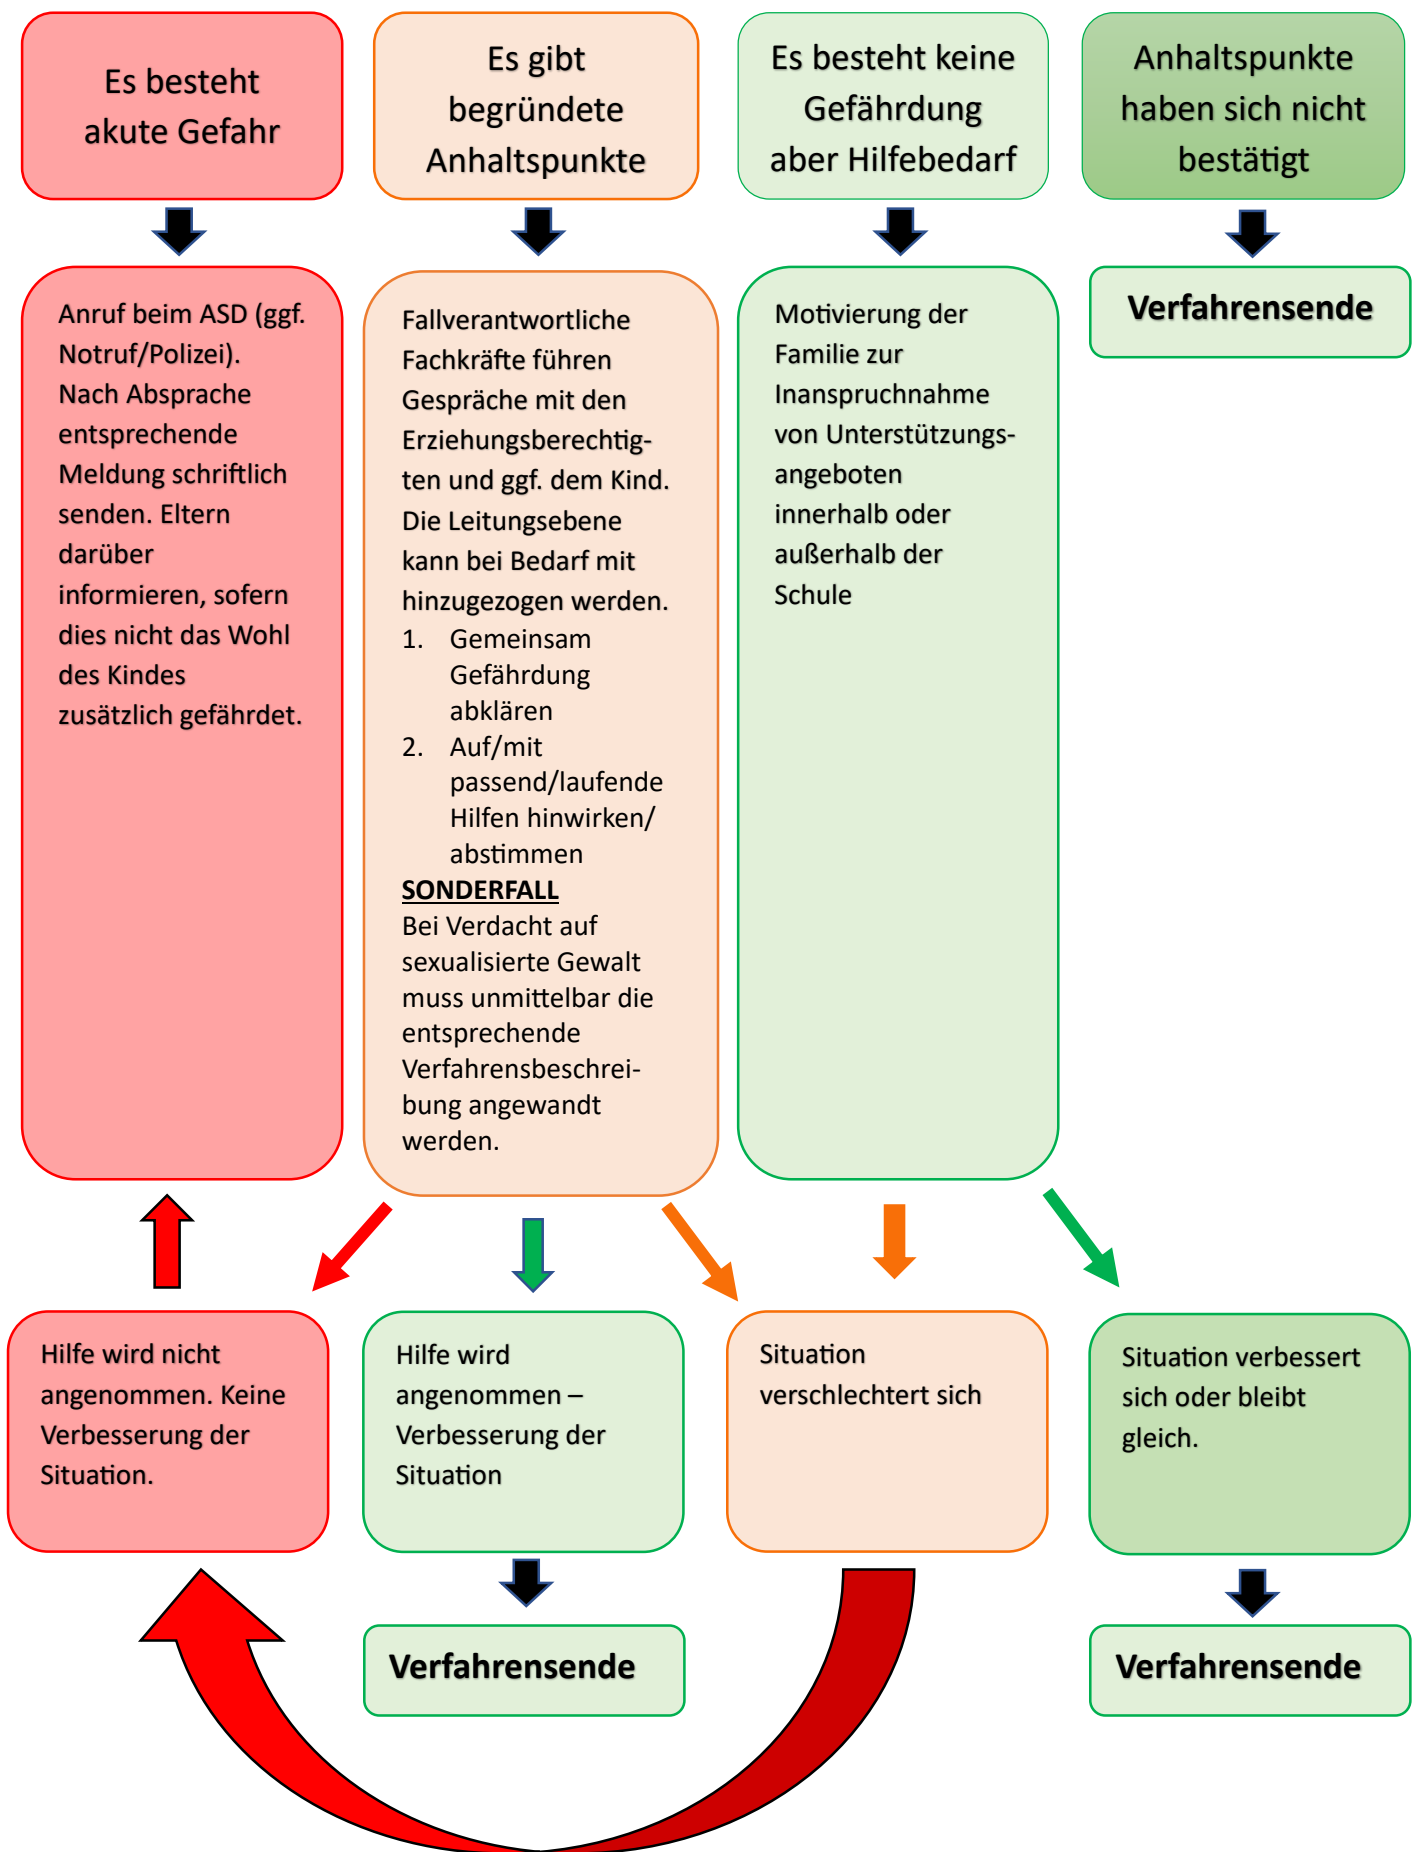 Es besteht
akute Gefahr
Es gibt
begründete
Anhaltspunkte
Es besteht keine
Gefährdung
aber Hilfebedarf
Anhaltspunkte
haben sich nicht
bestätigt
Anruf beim ASD (ggf.
Notruf/Polizei).
Nach Absprache
entsprechende
Meldung schriftlich
senden. Eltern
darüber
informieren, sofern
dies nicht das Wohl
des Kindes
zusätzlich gefährdet.
Fallverantwortliche
Fachkräfte führen
Gespräche mit den
Erziehungsberechtig-
ten und ggf. dem Kind.
Die Leitungsebene
kann bei Bedarf mit
hinzugezogen werden.
1. Gemeinsam
Gefährdung
abklären
2. Auf/mit
passend/laufende
Hilfen hinwirken/
abstimmen
SONDERFALL
Bei Verdacht auf
sexualisierte Gewalt
muss unmittelbar die
entsprechende
Verfahrensbeschrei-
bung angewandt
werden.
Motivierung der
Familie zur
Inanspruchnahme
von Unterstützungs-
angeboten
innerhalb oder
außerhalb der
Schule
Verfahrensende
Hilfe wird nicht
angenommen. Keine
Verbesserung der
Situation.
Hilfe wird
angenommen –
Verbesserung der
Situation
Situation
verschlechtert sich
Situation verbessert
sich oder bleibt
gleich.
Verfahrensende
Verfahrensende